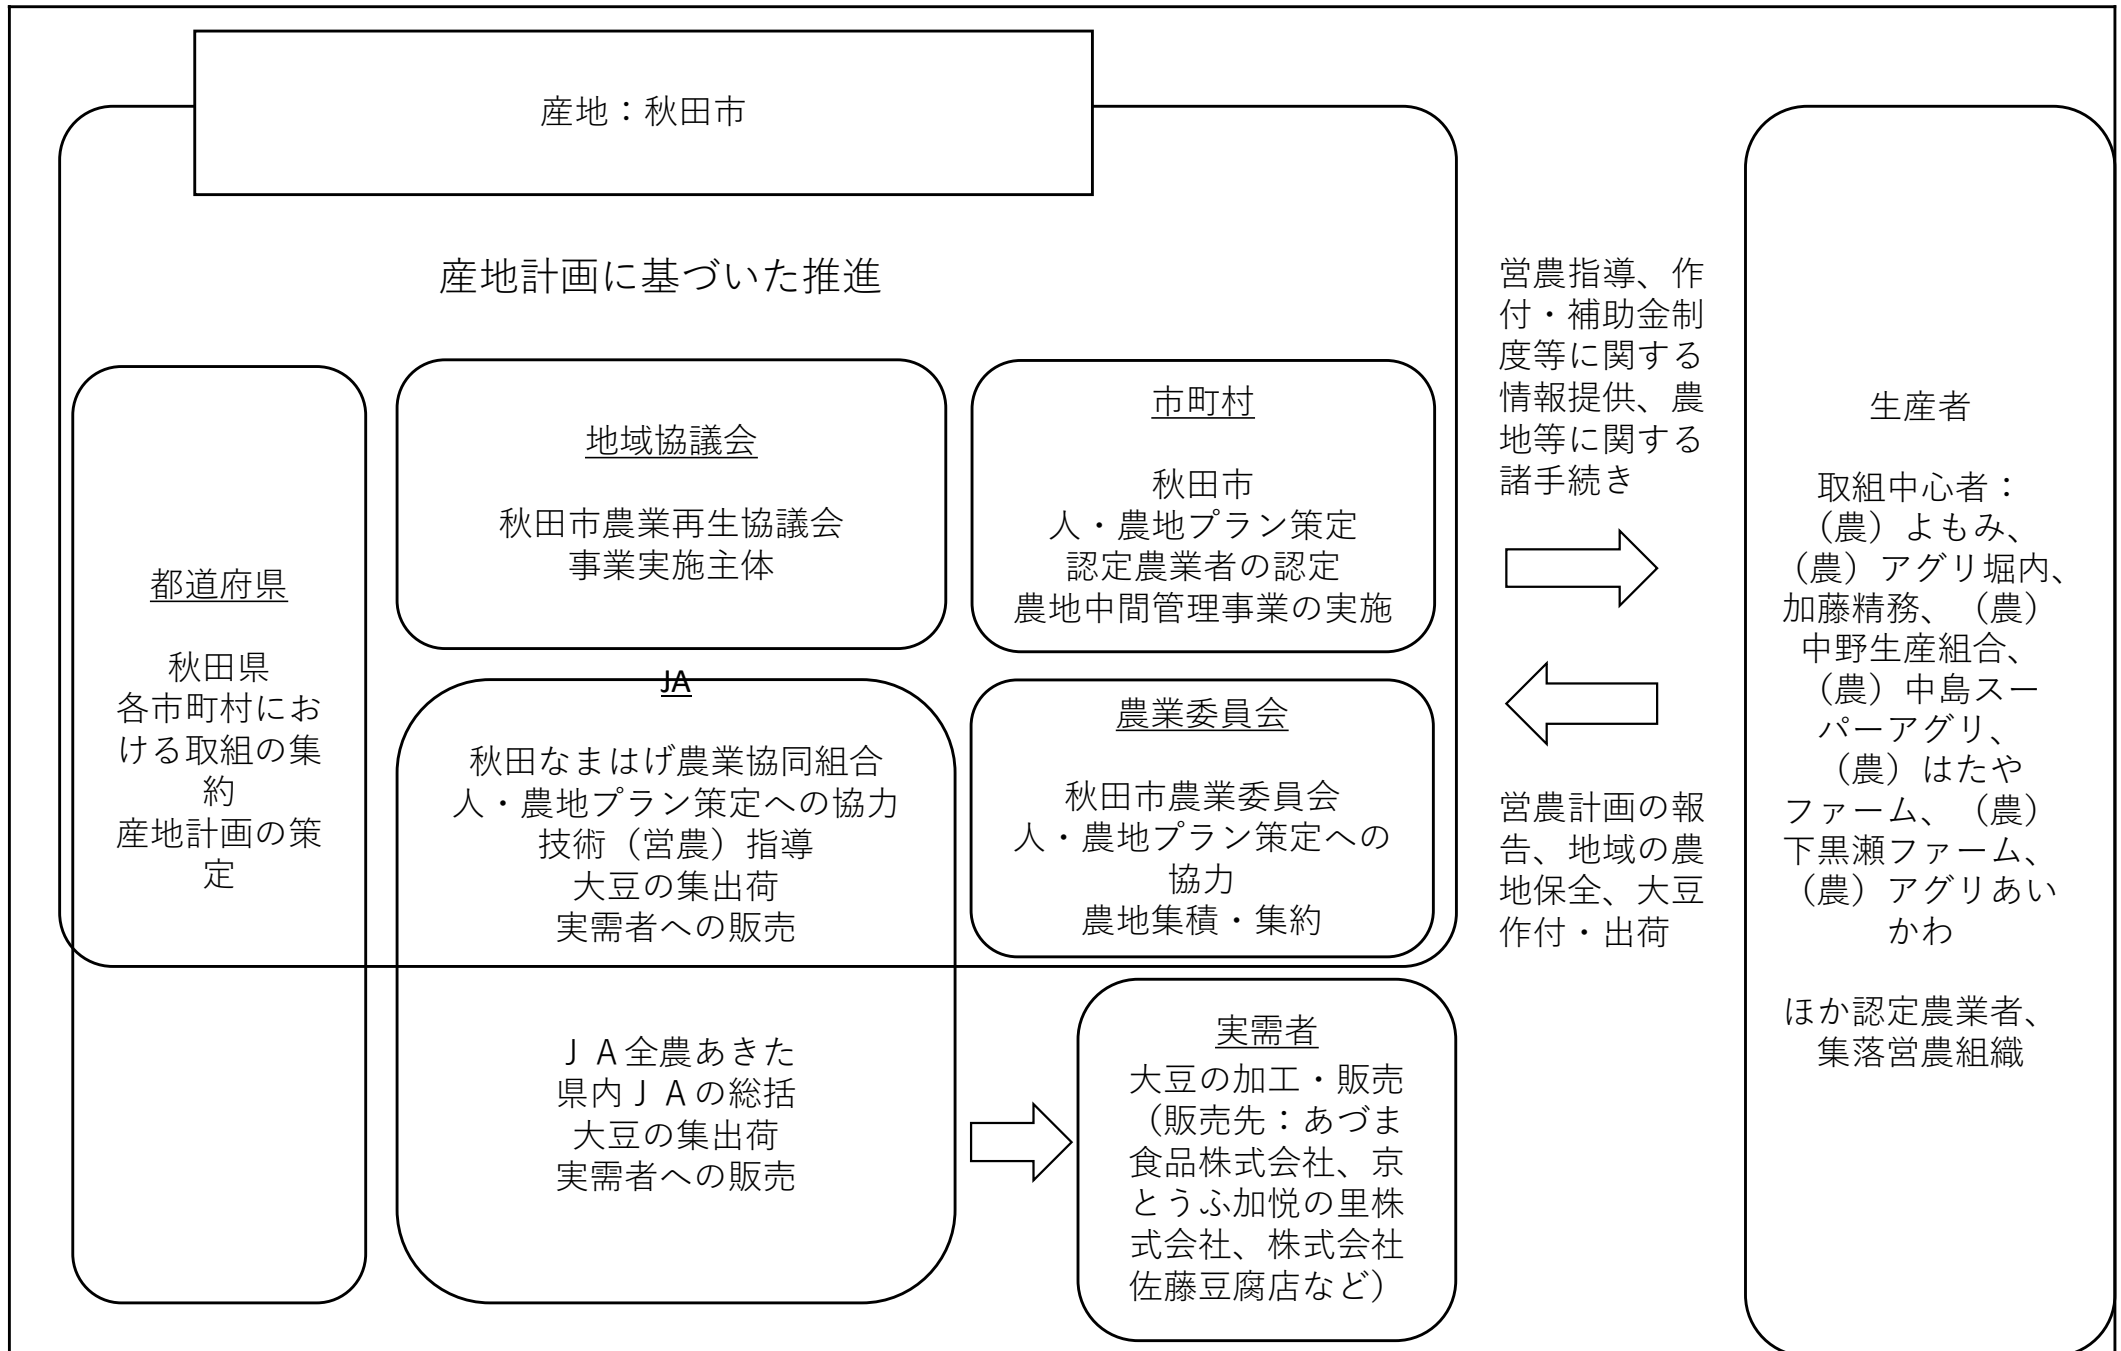 産地：秋田市
産地計画に基づいた推進
都道府県
秋田県
各市町村にお
ける取組の集
約
産地計画の策
定
地域協議会
秋田市農業再生協議会
事業実施主体
市町村
秋田市
人・農地プラン策定
認定農業者の認定
農地中間管理事業の実施
JA
秋田なまはげ農業協同組合
人・農地プラン策定への協力
技術（営農）指導
大豆の集出荷
実需者への販売
ＪＡ全農あきた
県内ＪＡの総括
大豆の集出荷
実需者への販売
農業委員会
秋田市農業委員会
人・農地プラン策定への
協力
農地集積・集約
実需者
大豆の加工・販売
（販売先：あづま
食品株式会社、京
とうふ加悦の里株
式会社、株式会社
佐藤豆腐店など）
営農指導、作
付・補助金制
度等に関する
情報提供、農
地等に関する
諸手続き
営農計画の報
告、地域の農
地保全、大豆
作付・出荷
生産者
取組中心者：
（農）よもみ、
（農）アグリ堀内、
加藤精務、（農）
中野生産組合、
（農）中島スー
パーアグリ、
（農）はたや
ファーム、（農）
下黒瀬ファーム、
（農）アグリあい
かわ
ほか認定農業者、
集落営農組織